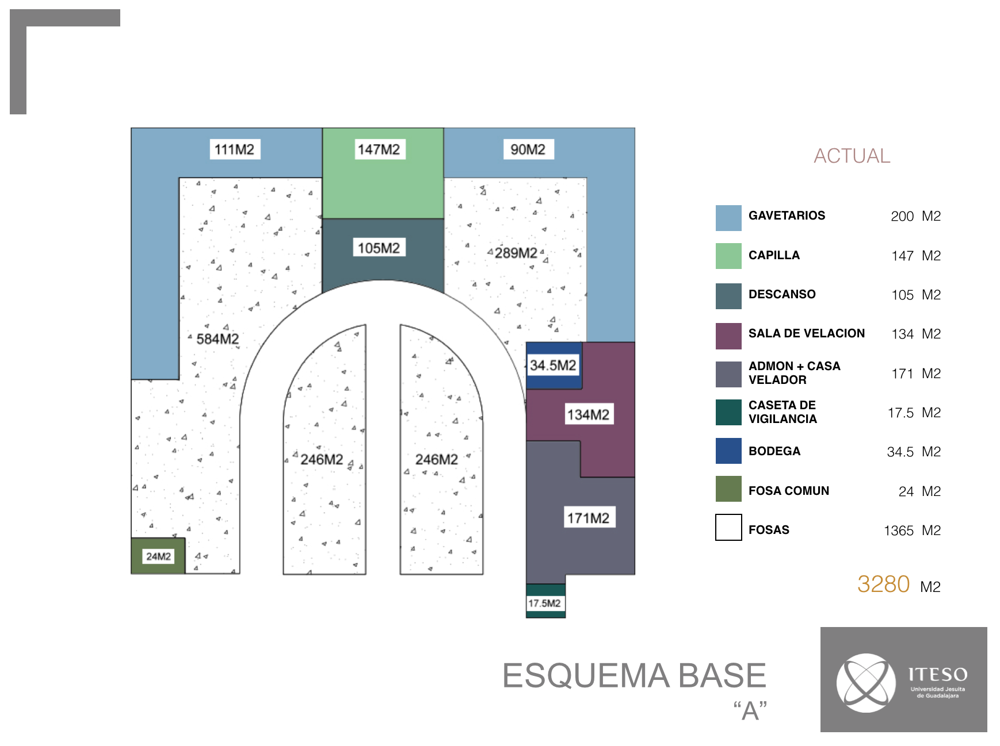 111M2
147M2
90M2
105M2
289M2
584M2
34.5M2
134M2
246M2
246M2
171M2
24M2
17.5M2
ACTUAL
GAVETARIOS 200 M2
CAPILLA 147 M2
DESCANSO 105 M2
SALA DE VELACION 134 M2
ADMON + CASA
VELADOR 171 M2
CASETA DE
VIGILANCIA 17.5 M2
BODEGA 34.5 M2
FOSA COMUN 24 M2
FOSAS 1365 M2
3280 M2
ESQUEMA BASE
“A”
ITESO
Universidad Jesuita
de Guadalajara